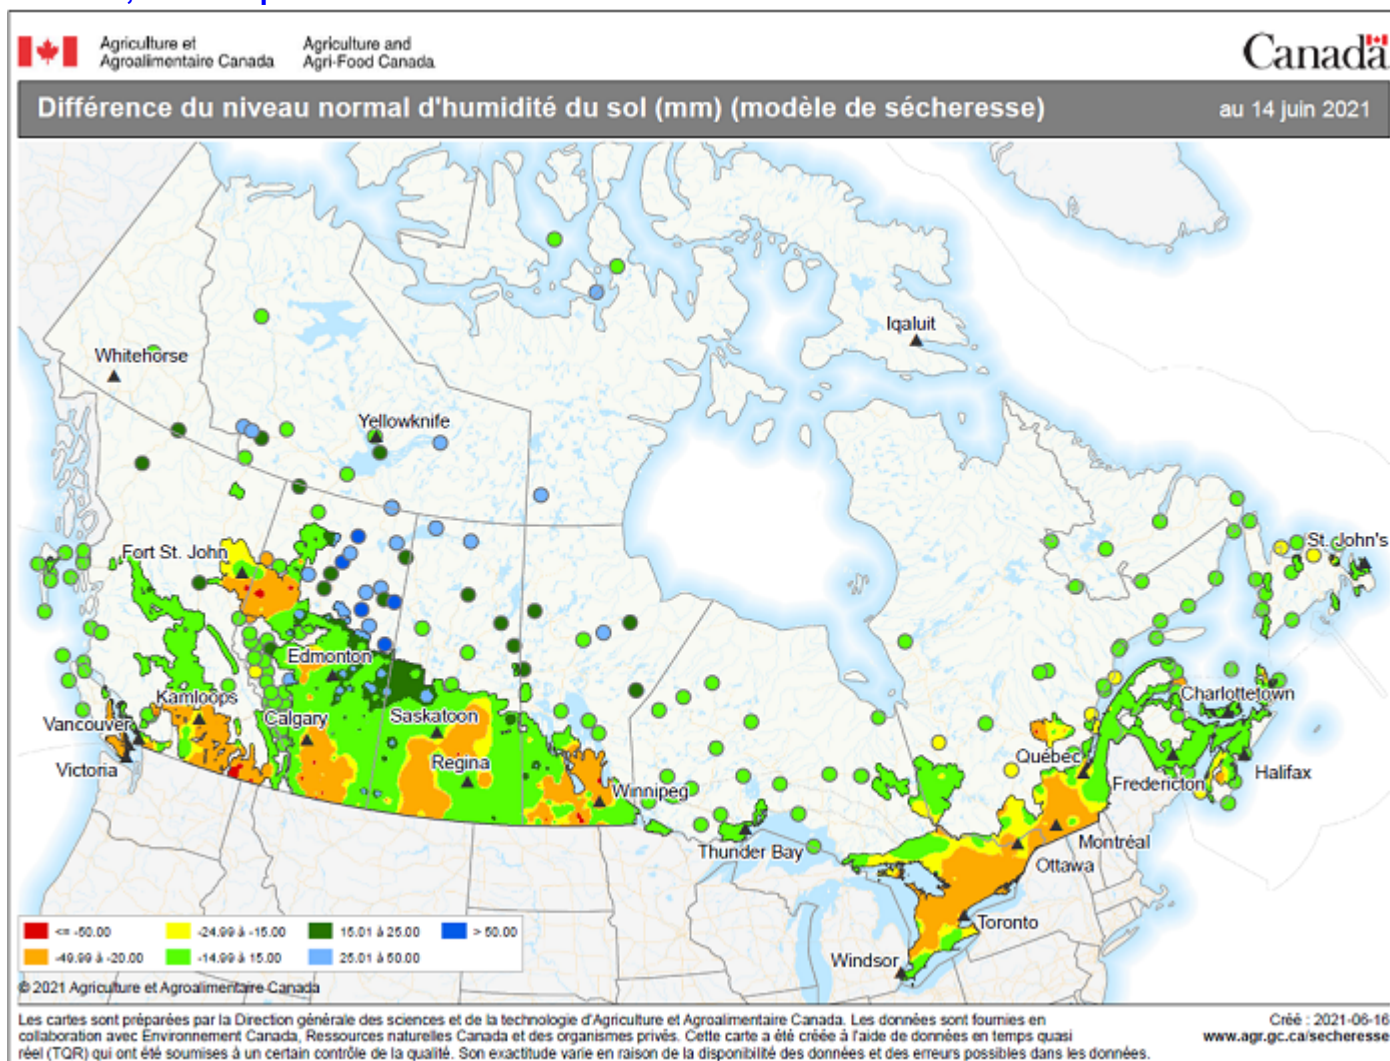 Agriculture et Agriculture and
Agroalimentaire Canada Agri-Food Canada
Canada
Différence du niveau normal d'humidité du sol (mm) (modèle de sécheresse) au 14 juin 2021
Iqaluit
Whitehorse
Yellowknife
St. John's
Fort St. John
Edmonton
Charlottetown
Kamloops
Calgary
Saskatoon
Vancouver
Québec
Regina
Victoria
Halifax
Fredericton
Winnipeg
Montréal
Thunder Bay
Ottawa
Toronto
Windsor
<= -50.00 -24.99 à -15.00 15.01 à 25.00 > 50.00
-49.99 à -20.00 -14.99 à 15.00 25.01 à 50.00
© 2021 Agriculture et Agroalimentaire Canada
Les cartes sont préparées par la Direction générale des sciences et de la technologie d'Agriculture et Agroalimentaire Canada. Les données sont fournies en Créé : 2021-06-16
collaboration avec Environnement Canada, Ressources naturelles Canada et des organismes privés. Cette carte a été créée à l'aide de données en temps quasi www.agr.gc.ca/secheresse
réel (TQR) qui ont été soumises à un certain contrôle de la qualité. Son exactitude varie en raison de la disponibilité des données et des erreurs possibles dans les données.